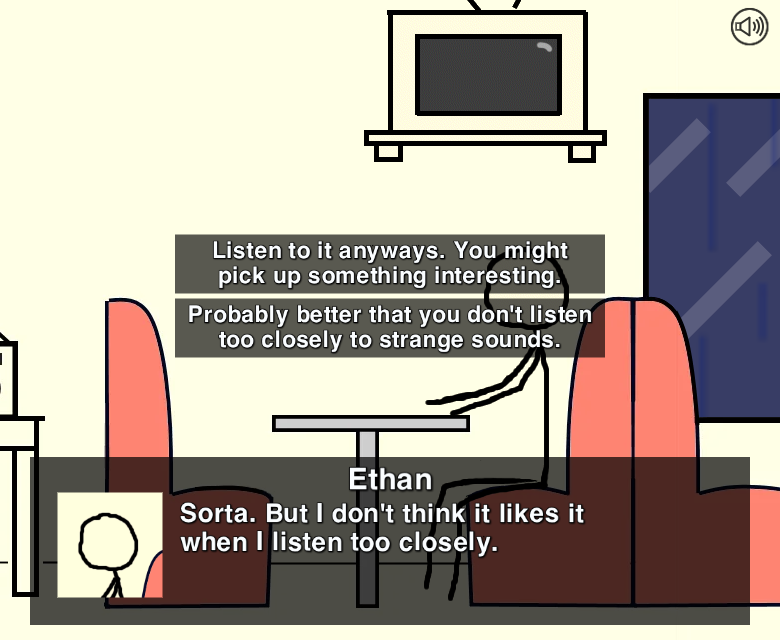 Listen to it anyways. You might
pick up something interesting.
Probably better that you don't listen
too closely to strange sounds.
Ethan
Sorta. But I don't think it likes it
when I listen too closely.